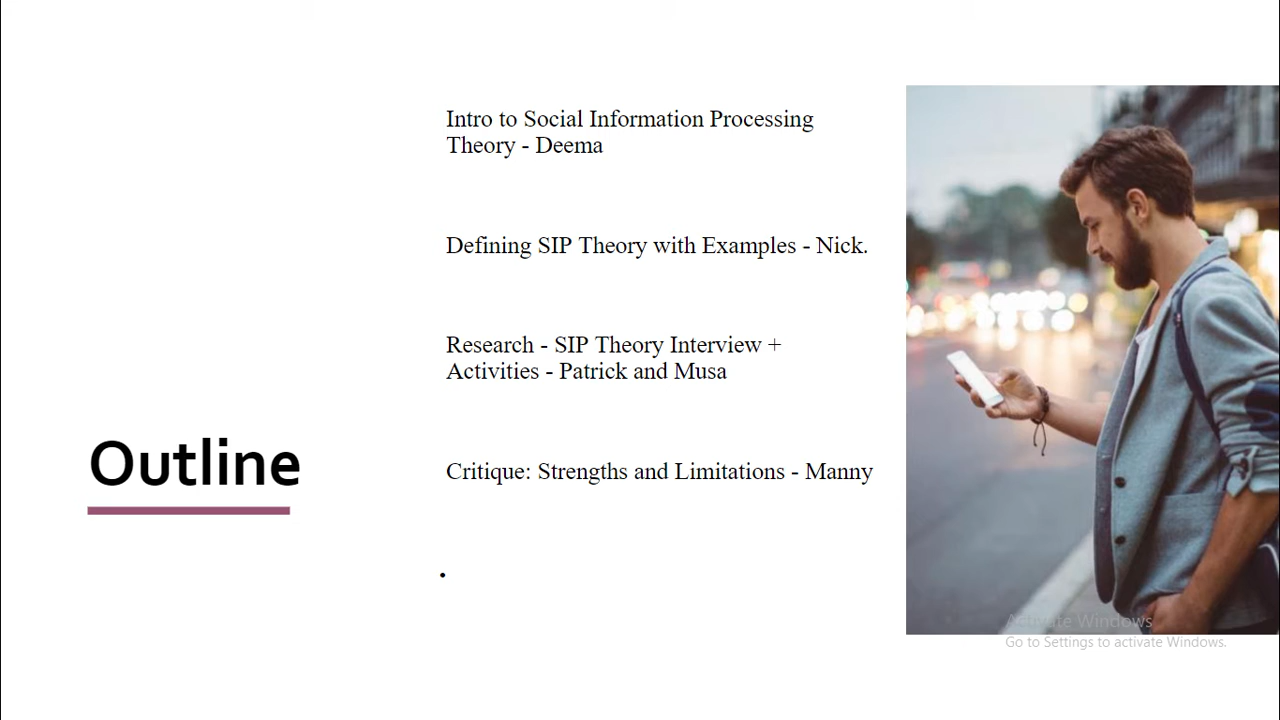 Outline
Intro to Social Information Processing
Theory - Deema
Defining SIP Theory with Examples - Nick.
Research - SIP Theory Interview +
Activities - Patrick and Musa
Critique: Strengths and Limitations - Manny
Activate Windows
Go to Settings to activate Windows.